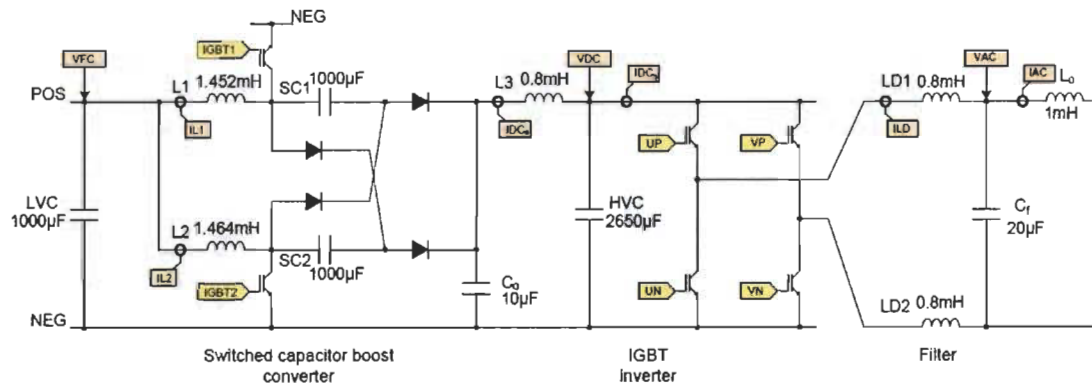 NEG
VFC
IGBT1
L1
1.452mH
1000µF
SC1
POS
IL1
L3
0.8mH
IDCs
VDC
IDC
UP
VP
LD1
0.8mH
ILD
VAC
IAC
Lo
1mH
LVC
1000µF
L2
1.464mH
IL2
SC2
1000µF
IGBT2
Co
10µF
HVC
2650µF
UN
VN
Cf
20µF
LD2
0.8mH
NEG
Switched capacitor boost
converter
IGBT
inverter
Filter